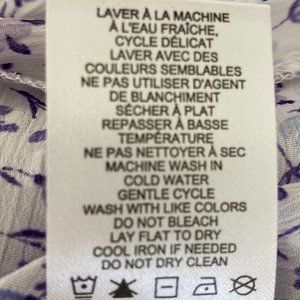 LAVER À LA MACHINE
À L'EAU FRAÎCHE,
CYCLE DÉLICAT
LAVER AVEC DES
COULEURS SEMBLABLES
NE PAS UTILISER D'AGENT
DE BLANCHIMENT
SÉCHER À PLAT
REPASSER À BASSE
TEMPÉRATURE
NE PAS NETTOYER À SEC
MACHINE WASH IN
COLD WATER
GENTLE CYCLE
WASH WITH LIKE COLORS
DO NOT BLEACH
LAY FLAT TO DRY
COOL IRON IF NEEDED
DO NOT DRY CLEAN